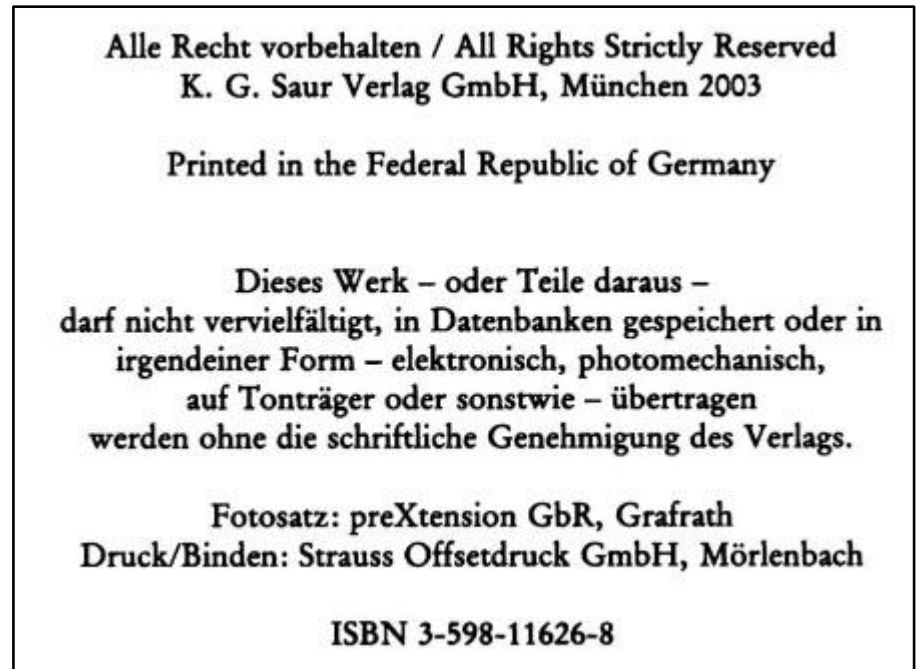 Alle Recht vorbehalten / All Rights Strictly Reserved
K. G. Saur Verlag GmbH, München 2003
Printed in the Federal Republic of Germany
Dieses Werk – oder Teile daraus –
darf nicht vervielfältigt, in Datenbanken gespeichert oder in
irgendeiner Form – elektronisch, photomechanisch,
auf Tonträger oder sonstwie – übertragen
werden ohne die schriftliche Genehmigung des Verlags.
Fotosatz: preXtension GbR, Grafrath
Druck/Binden: Strauss Offsetdruck GmbH, Mörlenbach
ISBN 3-598-11626-8